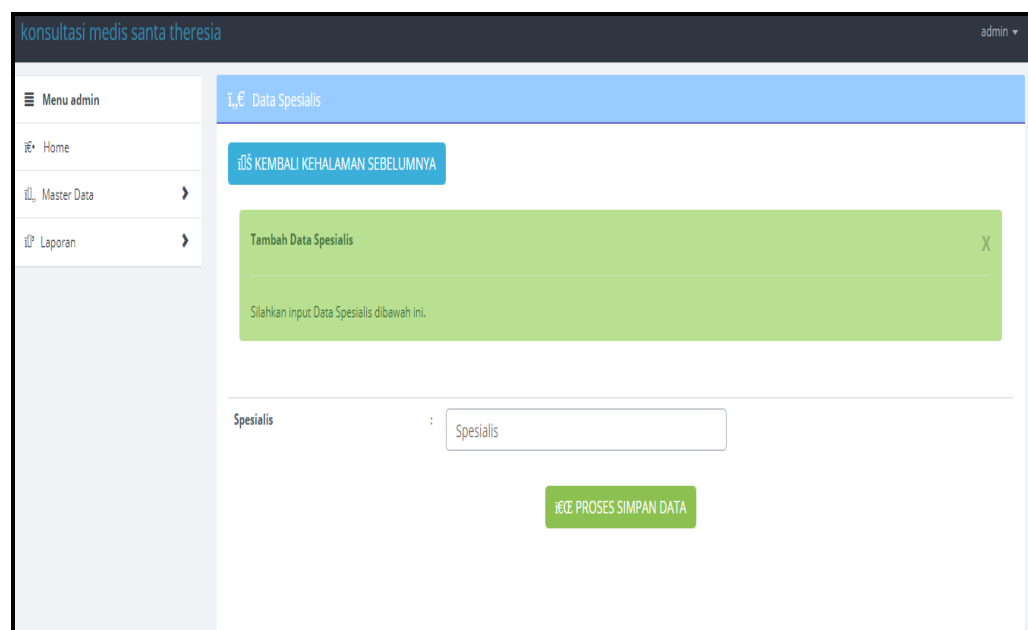 konsultasi medis santa theresia
admin
Menu admin
Home
Master Data
Laporan
ï„€ Data Spesialis
KEMBALI KEHALAMAN SEBELUMNYA
Tambah Data Spesialis
X
Silahkan input Data Spesialis dibawah ini.
Spesialis :
Spesialis
PROSES SIMPAN DATA